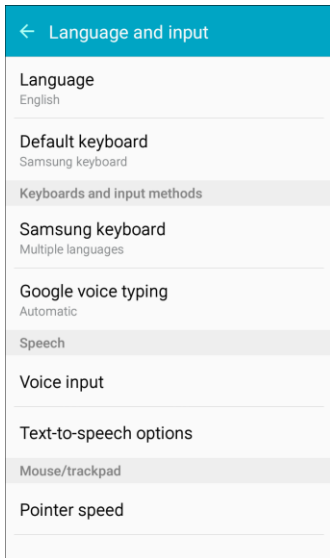 Language and input
Language
English
Default keyboard
Samsung keyboard
Keyboards and input methods
Samsung keyboard
Multiple languages
Google voice typing
Automatic
Speech
Voice input
Text-to-speech options
Mouse/trackpad
Pointer speed